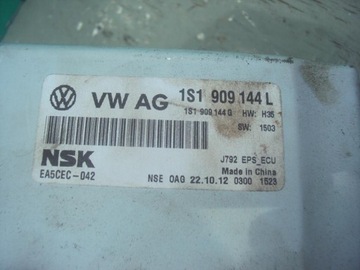 VW AG 1S1 909 144 L
1S1 909 144 G HW: H35
SW: 1503
NSK
J792 EPS_ECU
Made in China
EA5CEC-042
NSE OAG 22.10.12 0300 1523